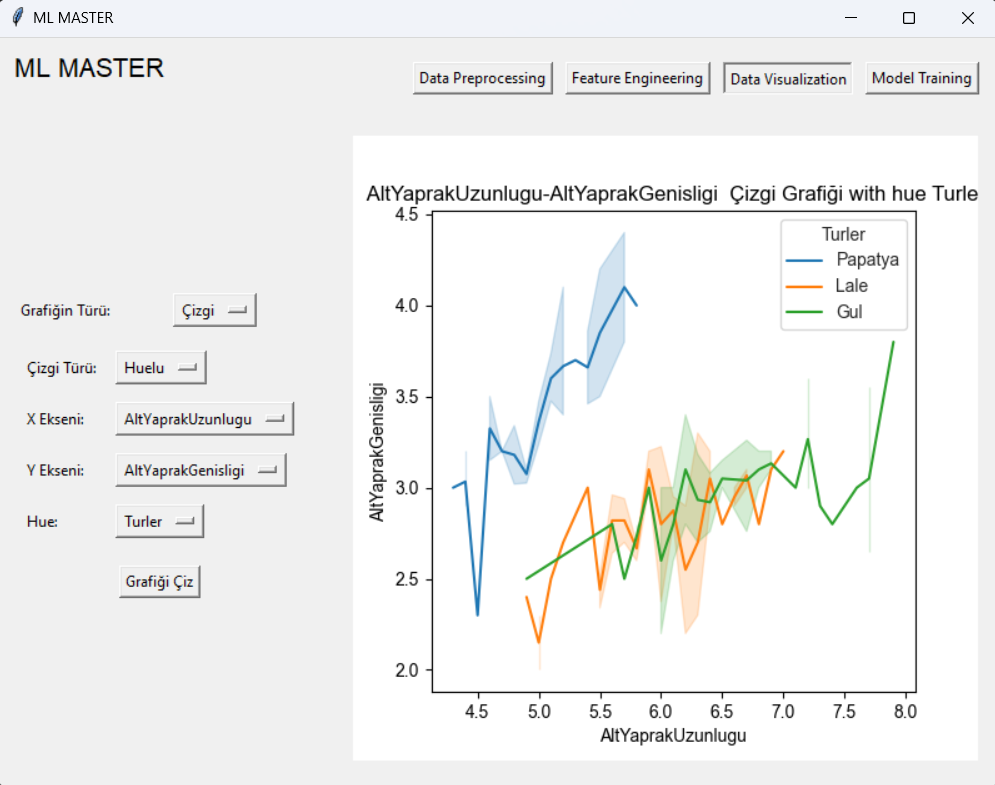 ML MASTER
ML MASTER
Data Preprocessing
Feature Engineering
Data Visualization
Model Training
Grafiğin Türü:
Çizgi
Çizgi Türü:
Huelu
X Ekseni:
AltYaprakUzunlugu
Y Ekseni:
AltYaprakGenisligi
Hue:
Turler
Grafiği Çiz
AltYaprakUzunlugu-AltYaprakGenisligi  Çizgi Grafiği with hue Turle
Turler
Papatya
Lale
Gul
AltYaprakGenisligi
4.5
4.0
3.5
3.0
2.5
2.0
4.5
5.0
5.5
6.0
6.5
7.0
7.5
8.0
AltYaprakUzunlugu